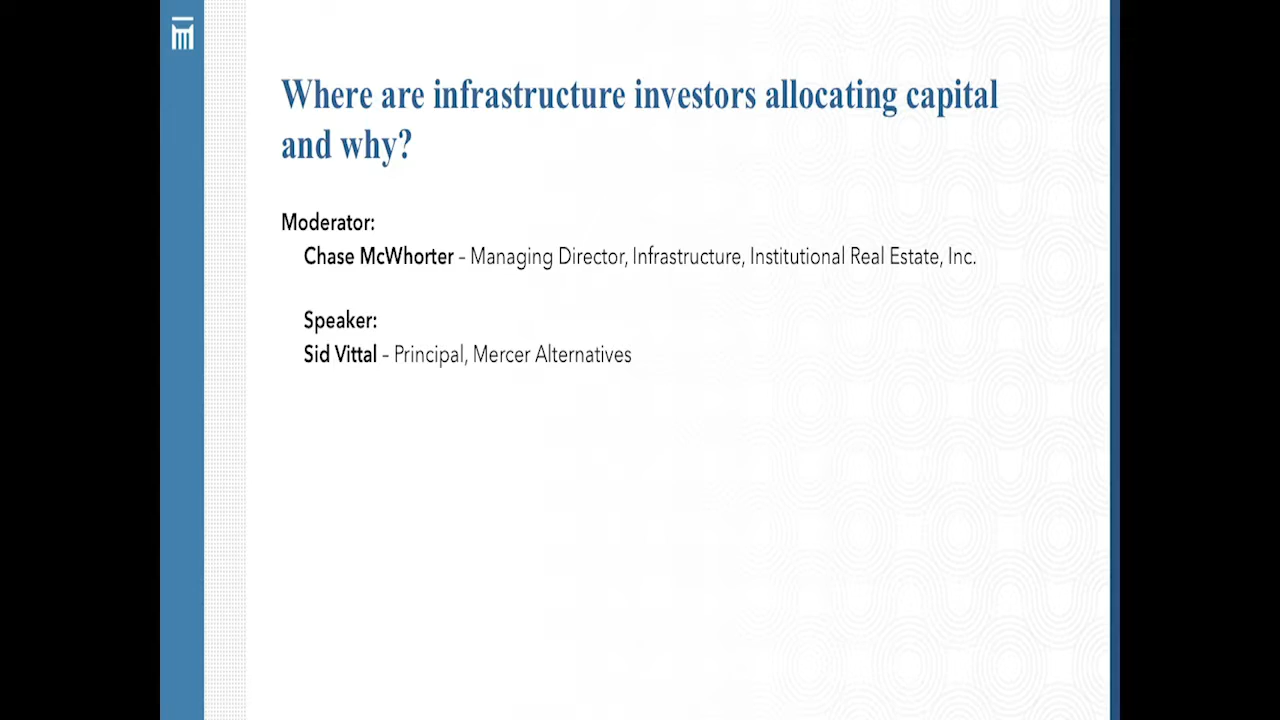 Where are infrastructure investors allocating capital
and why?
Moderator:
Chase McWhorter – Managing Director, Infrastructure, Institutional Real Estate, Inc.
Speaker:
Sid Vittal – Principal, Mercer Alternatives